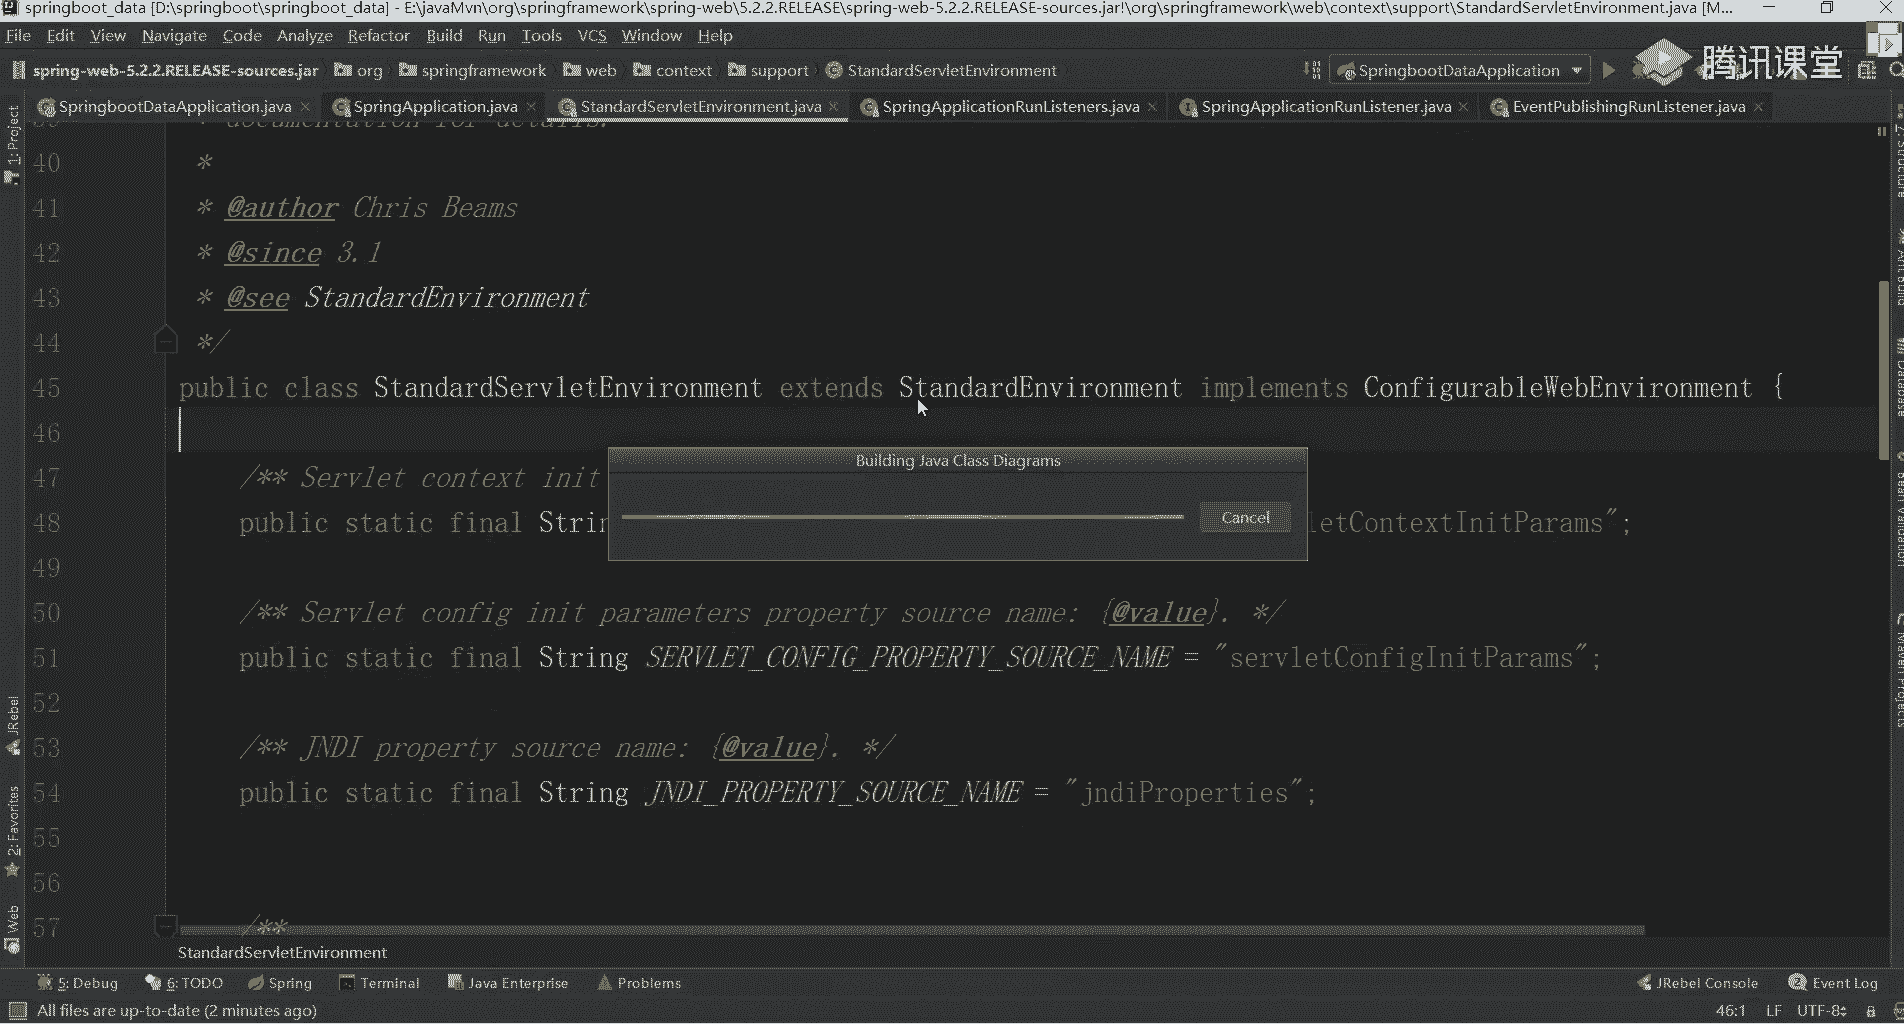 springboot_data [D:\springboot\springboot_data] - E:\javaMvn\org\springframework\spring-web\5.2.2.RELEASE\spring-web-5.2.2.RELEASE-sources.jar!\org\springframework\web\context\support\StandardServletEnvironment.java [M...
File Edit View Navigate Code Analyze Refactor Build Run Tools VCS Window Help
spring-web-5.2.2.RELEASE-sources.jar org springframework web context support StandardServletEnvironment SpringbootDataApplication 腾讯课堂
SpringbootDataApplication.java SpringApplication.java StandardServletEnvironment.java SpringApplicationRunListeners.java SpringApplicationRunListener.java EventPublishingRunListener.java
1: Project
documentation for details.
40 *
41 * @author Chris Beams
42 * @since 3.1
43 * @see StandardEnvironment
44 */
45 public class StandardServletEnvironment extends StandardEnvironment implements ConfigurableWebEnvironment {
46
Building Java Class Diagrams
47 /** Servlet context init
48 public static final Strin letContextInitParams";
Cancel
49
50 /** Servlet config init parameters property source name: {@value}. */
51 public static final String SERVLET_CONFIG_PROPERTY_SOURCE_NAME = "servletConfigInitParams";
52
53 /** JNDI property source name: {@value}. */
54 public static final String JNDI_PROPERTY_SOURCE_NAME = "jndiProperties";
55
56
57 /**
JRebel
2: Favorites
Web
StandardServletEnvironment
5: Debug 6: TODO Spring Terminal Java Enterprise Problems JRebel Console Event Log
All files are up-to-date (2 minutes ago) 46:1 LF UTF-8